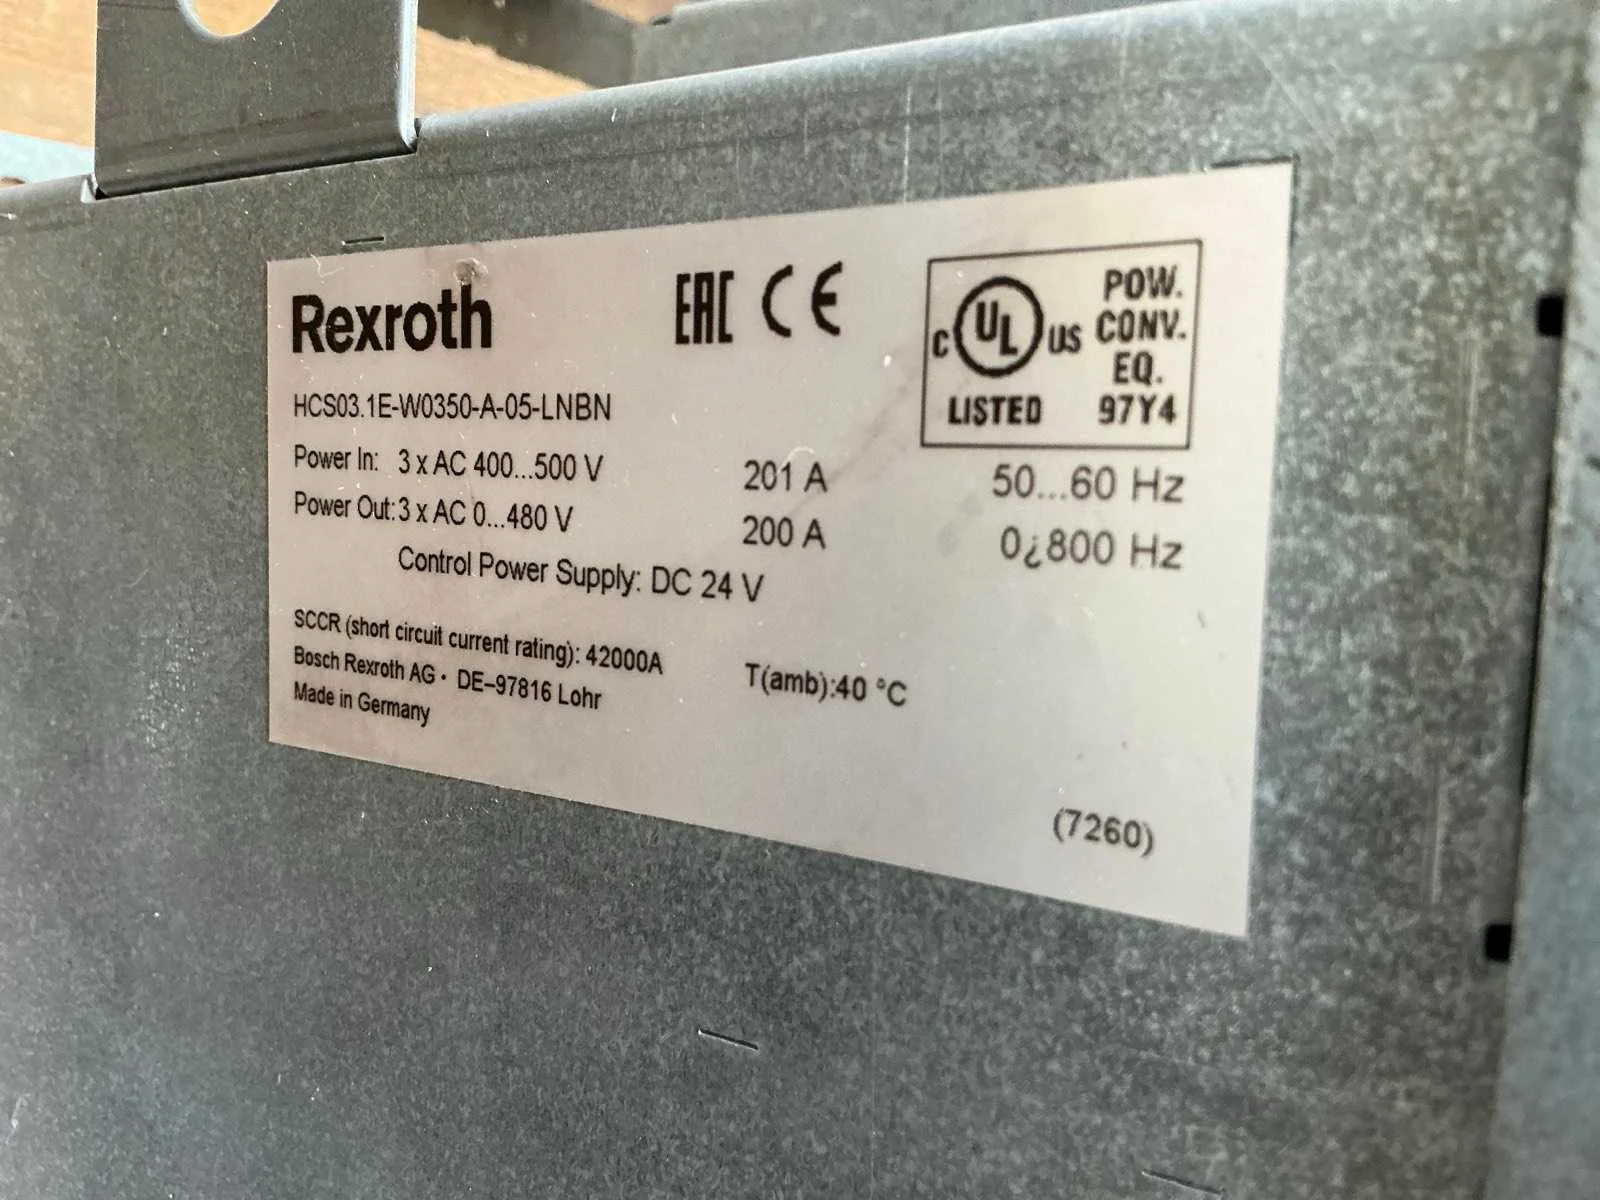 Rexroth
EAC CE
C UL US
LISTED
POW.
CONV.
EQ.
97Y4
HCS03.1E-W0350-A-05-LNBN
Power In: 3 x AC 400...500 V 201 A 50...60 Hz
Power Out: 3 x AC 0...480 V 200 A 0¿800 Hz
Control Power Supply: DC 24 V
SCCR (short circuit current rating): 42000A
Bosch Rexroth AG • DE-97816 Lohr T(amb):40 °C
Made in Germany
(7260)